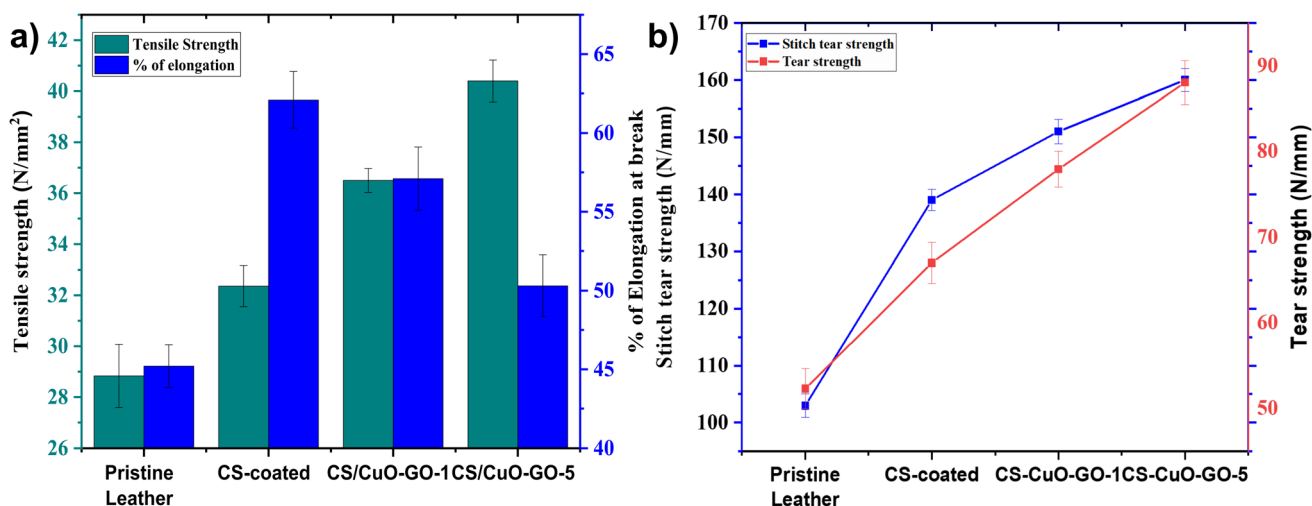 a)
Tensile Strength
% of elongation
Tensile strength (N/mm²)
42
40
38
36
34
32
30
28
26
% of Elongation at break
65
60
55
50
45
40
Pristine
Leather
CS-coated
CS/CuO-GO-1
CS/CuO-GO-5
b)
Stitch tear strength
Tear strength
Stitch tear strength (N/mm)
170
160
150
140
130
120
110
100
Tear strength (N/mm)
90
80
70
60
50
Pristine
Leather
CS-coated
CS-CuO-GO-1
CS-CuO-GO-5